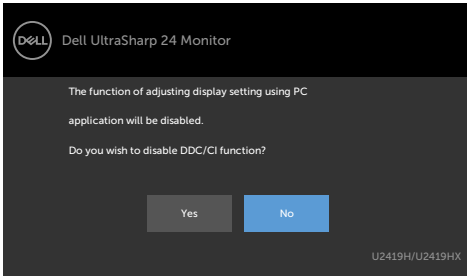 DELL
Dell UltraSharp 24 Monitor
The function of adjusting display setting using PC
application will be disabled.
Do you wish to disable DDC/CI function?
Yes
No
U2419H/U2419HX